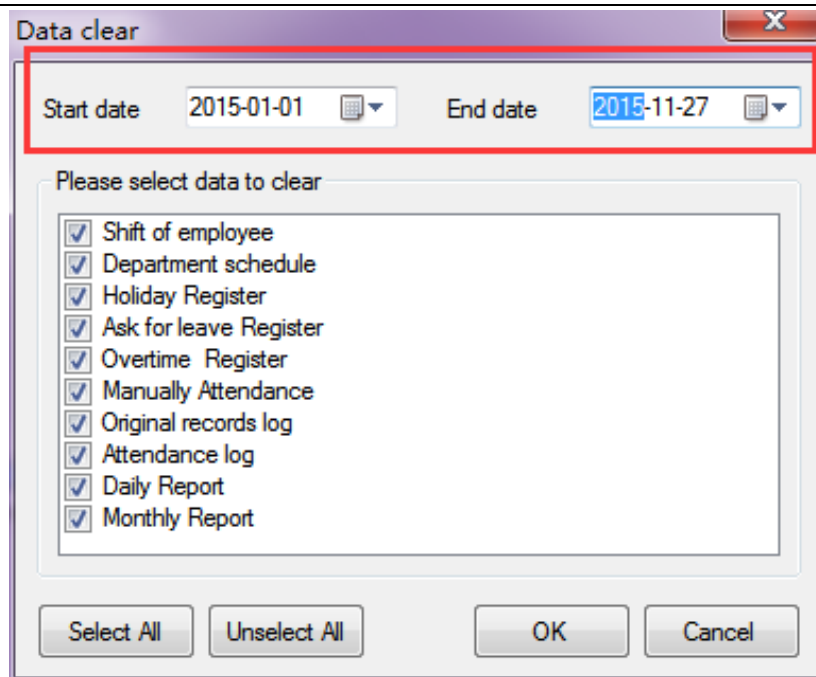 Data clear
Start date 2015-01-01 End date 2015-11-27
Please select data to clear
Shift of employee
Department schedule
Holiday Register
Ask for leave Register
Overtime  Register
Manually Attendance
Original records log
Attendance log
Daily Report
Monthly Report
Select All Unselect All OK Cancel